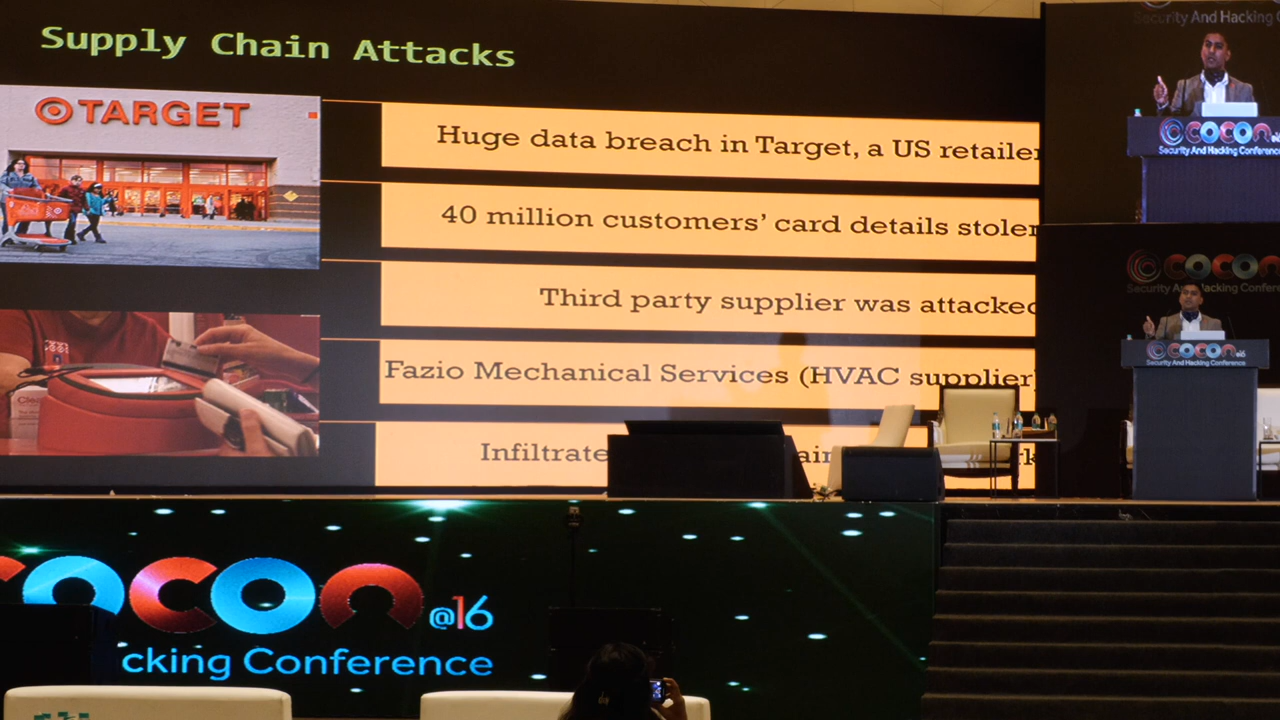 Supply Chain Attacks
TARGET
Huge data breach in Target, a US retailer
40 million customers' card details stolen
Third party supplier was attacked
Fazio Mechanical Services (HVAC supplier
Infiltrate
Security And Hacking
cocon
Security And Hacking Conference
cocon
Security And Hacking Confere
cocon@16
Security And Hacking Conference
cocon
@16
cking Conference